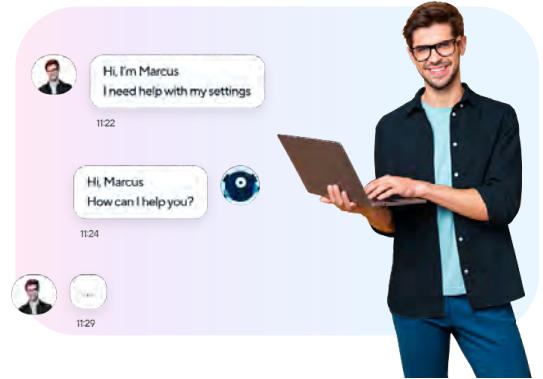 Hi, I'm Marcus
I need help with my settings
11:22
Hi, Marcus
How can I help you?
11:24
...
11:29